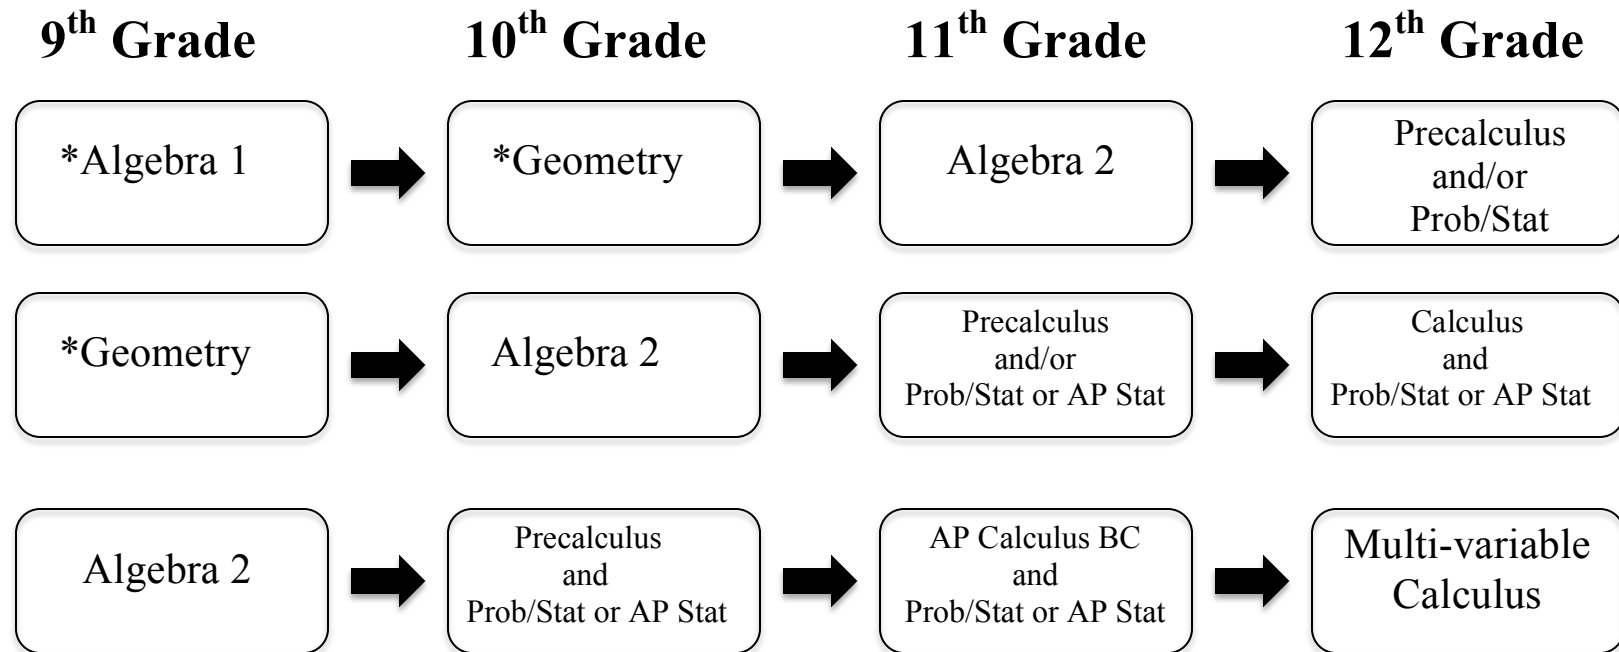 9th Grade 10th Grade 11th Grade 12th Grade
*Algebra 1
*Geometry
Algebra 2
Precalculus
and/or
Prob/Stat
*Geometry
Algebra 2
Precalculus
and/or
Prob/Stat or AP Stat
Calculus
and
Prob/Stat or AP Stat
Algebra 2
Precalculus
and
Prob/Stat or AP Stat
AP Calculus BC
and
Prob/Stat or AP Stat
Multi-variable
Calculus